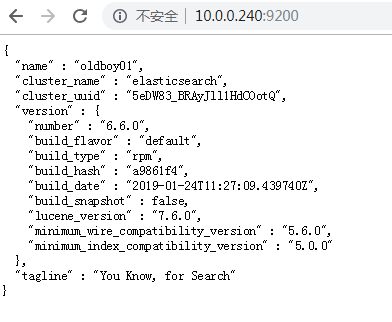 不安全 | 10.0.0.240:9200
{
"name" : "oldboy01",
"cluster_name" : "elasticsearch",
"cluster_uuid" : "5eDW83_BRAyJll1HdCOotQ",
"version" : {
"number" : "6.6.0",
"build_flavor" : "default",
"build_type" : "rpm",
"build_hash" : "a9861f4",
"build_date" : "2019-01-24T11:27:09.439740Z",
"build_snapshot" : false,
"lucene_version" : "7.6.0",
"minimum_wire_compatibility_version" : "5.6.0",
"minimum_index_compatibility_version" : "5.0.0"
},
"tagline" : "You Know, for Search"
}